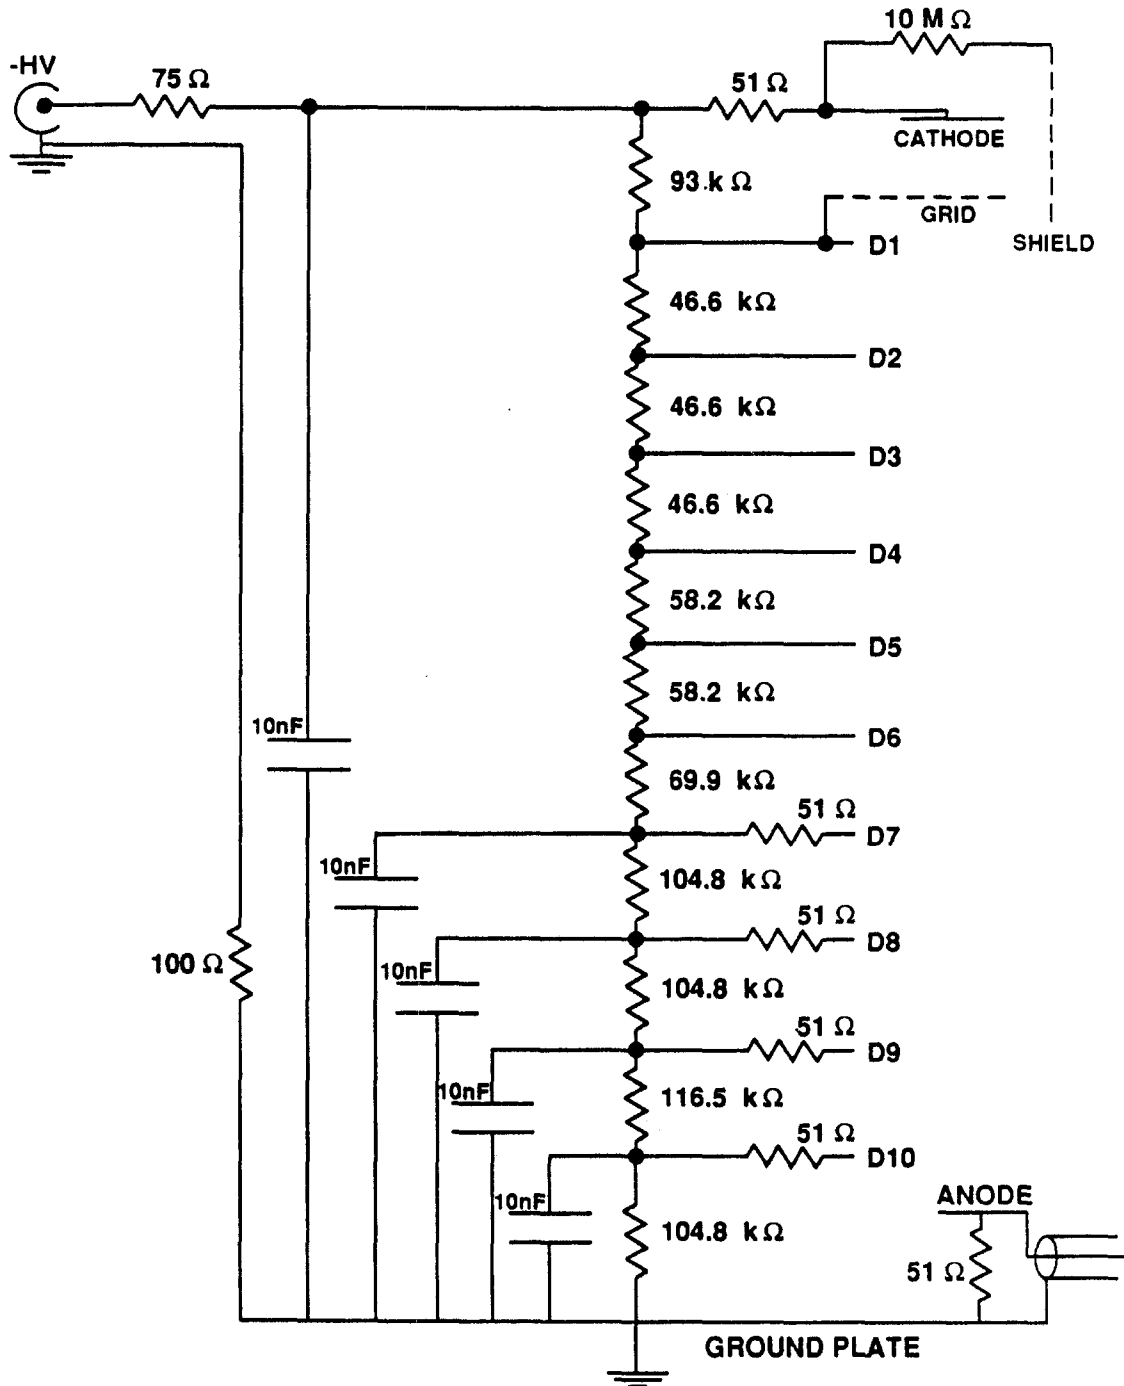 10 M Ω
-HV
75 Ω
51 Ω
CATHODE
93 k Ω
GRID
SHIELD
D1
46.6 kΩ
D2
46.6 kΩ
D3
46.6 kΩ
D4
58.2 kΩ
D5
58.2 kΩ
10nF
D6
69.9 kΩ
51 Ω
D7
10nF
104.8 kΩ
51 Ω
D8
100 Ω
10nF
104.8 kΩ
51 Ω
D9
10nF
116.5 kΩ
51 Ω
D10
10nF
ANODE
104.8 kΩ
51 Ω
GROUND PLATE